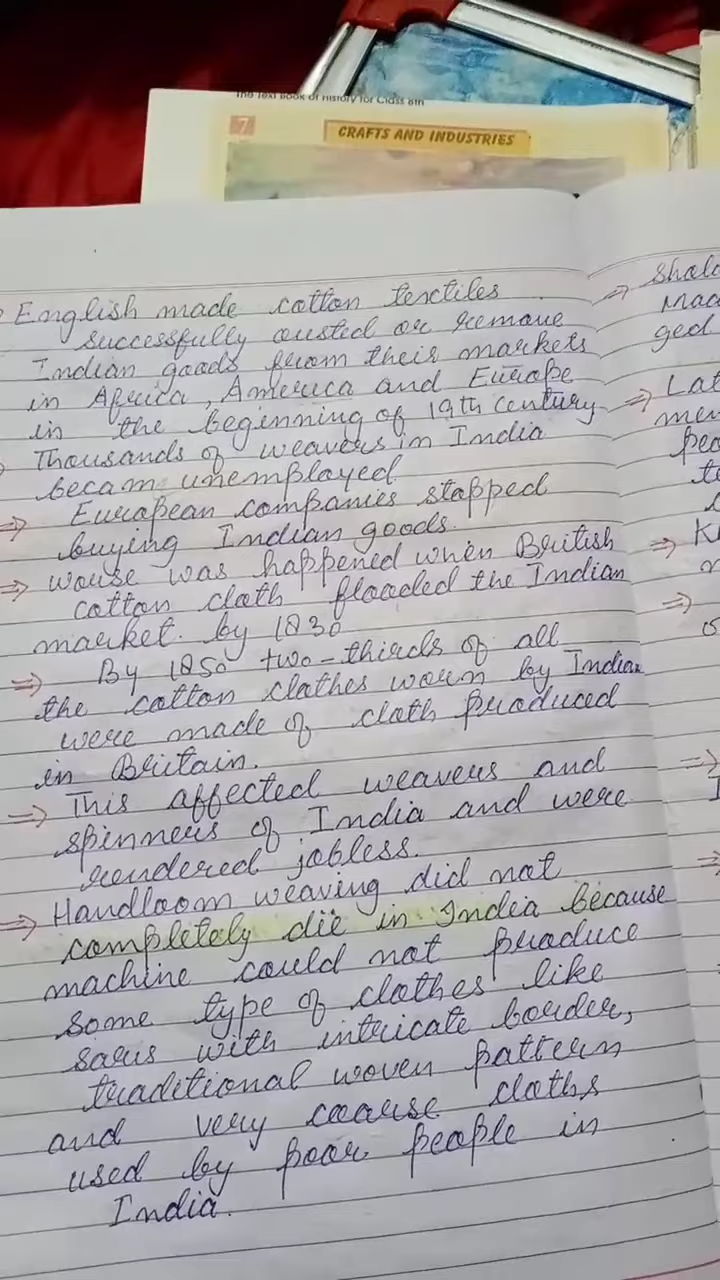 The Text Book of History for Class 8th
7
CRAFTS AND INDUSTRIES
English made cotton textiles
successfully ousted or remove
Indian goods from their markets
in Africa, America and Europe
in the beginning of 19th century
Thousands of weavers in India
becam unemployed
⇒ European companies stopped
buying Indian goods.
⇒ worse was happened when British
cotton cloth flooded the Indian
market. by 1830
⇒ By 1850 two-thirds of all
the cotton clothes worn by Indian
were made of cloth produced
in Britain.
⇒ This affected weavers and
spinners of India and were
rendered jobless.
⇒ Handloom weaving did not
completely die in India because
machine could not produce
some type of clothes like
saris with intricate border,
traditional woven pattern
and very coarse cloths
used by poor people in
India.
⇒
ged
⇒ Lat
⇒
⇒
⇒